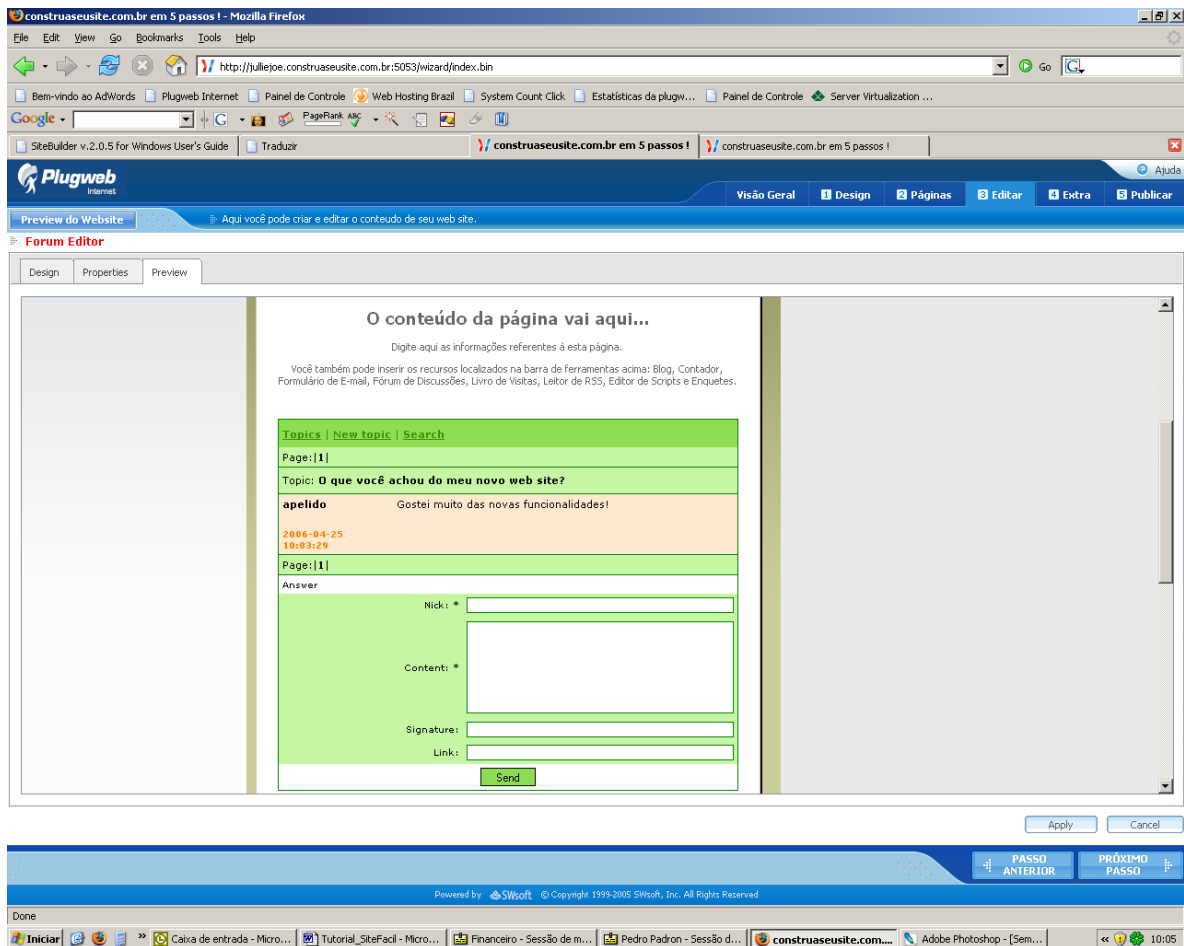 construaseusite.com.br em 5 passos ! - Mozilla Firefox
File Edit View Go Bookmarks Tools Help
http://julliejoe.construaseusite.com.br:5053/wizard/index.bin Go G
Bem-vindo ao AdWords Plugweb Internet Painel de Controle Web Hosting Brazil System Count Click Estatísticas da plugw... Painel de Controle Server Virtualization ...
Google PageRank ABC
SiteBuilder v.2.0.5 for Windows User's Guide Traduzir construaseusite.com.br em 5 passos ! construaseusite.com.br em 5 passos !
Plugweb
Internet
Ajuda
Visão Geral 1 Design 2 Páginas 3 Editar 4 Extra 5 Publicar
Preview do Website Aqui você pode criar e editar o conteudo de seu web site.
Forum Editor
Design Properties Preview
O conteúdo da página vai aqui...
Digite aqui as informações referentes à esta página.
Você também pode inserir os recursos localizados na barra de ferramentas acima: Blog, Contador,
Formulário de E-mail, Fórum de Discussões, Livro de Visitas, Leitor de RSS, Editor de Scripts e Enquetes.
Topics | New topic | Search
Page:|1|
Topic: O que você achou do meu novo web site?
apelido Gostei muito das novas funcionalidades!
2006-04-25
10:03:29
Page:|1|
Answer
Nick: *
Content: *
Signature:
Link:
Send
Apply Cancel
PASSO ANTERIOR PRÓXIMO PASSO
Powered by SWsoft © Copyright 1999-2005 SWsoft, Inc. All Rights Reserved
Done
Iniciar » Caixa de entrada - Micro... Tutorial_SiteFacil - Micro... Financeiro - Sessão de m... Pedro Padron - Sessão d... construaseusite.com.... Adobe Photoshop - [Sem... « 10:05